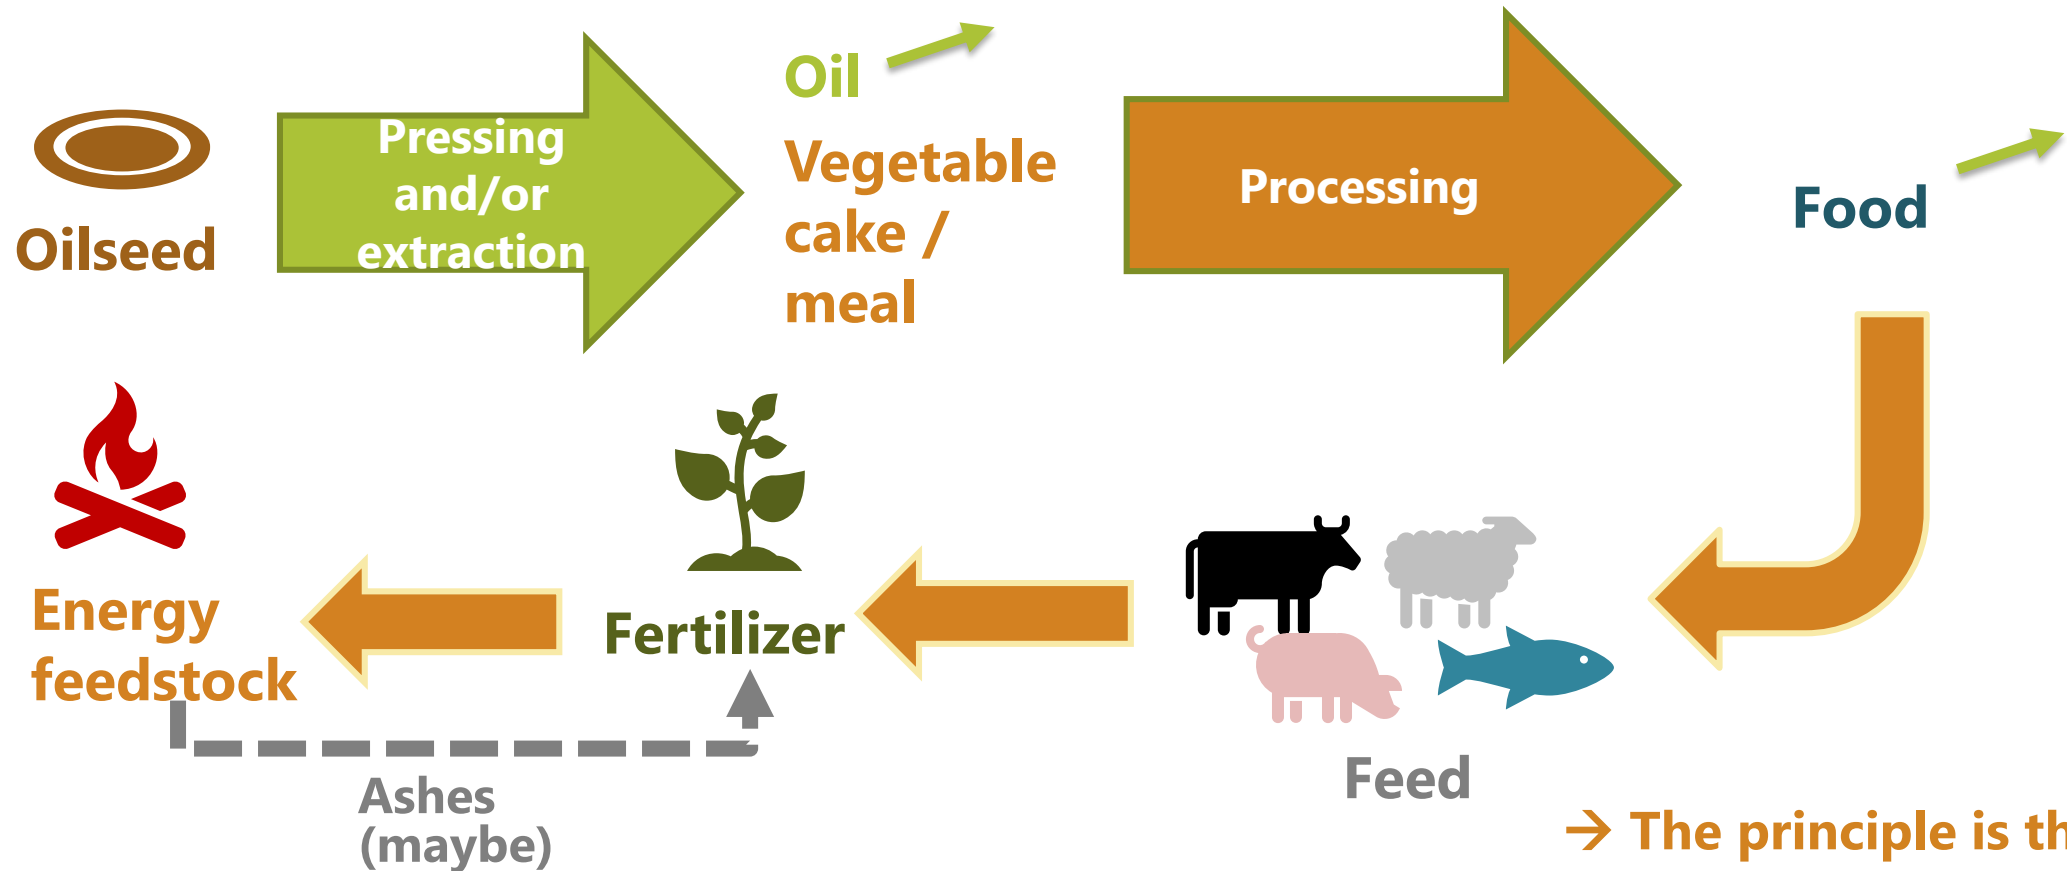 Oilseed
Pressing
and/or
extraction
Oil
Vegetable
cake /
meal
Processing
Food
Energy
feedstock
Fertilizer
Feed
Ashes
(maybe)
→ The principle is th